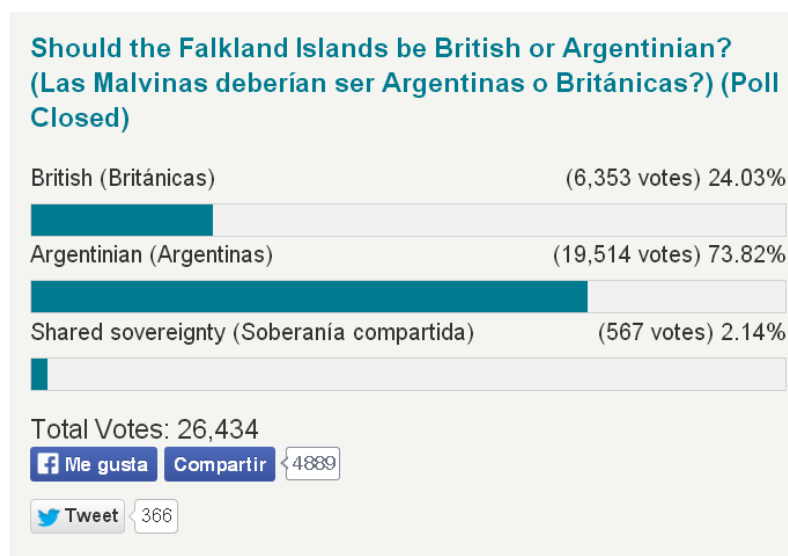 Should the Falkland Islands be British or Argentinian?
(Las Malvinas deberían ser Argentinas o Británicas?) (Poll
Closed)
British (Británicas) (6,353 votes) 24.03%
Argentinian (Argentinas) (19,514 votes) 73.82%
Shared sovereignty (Soberanía compartida) (567 votes) 2.14%
Total Votes: 26,434
Me gusta Compartir 4889
Tweet 366